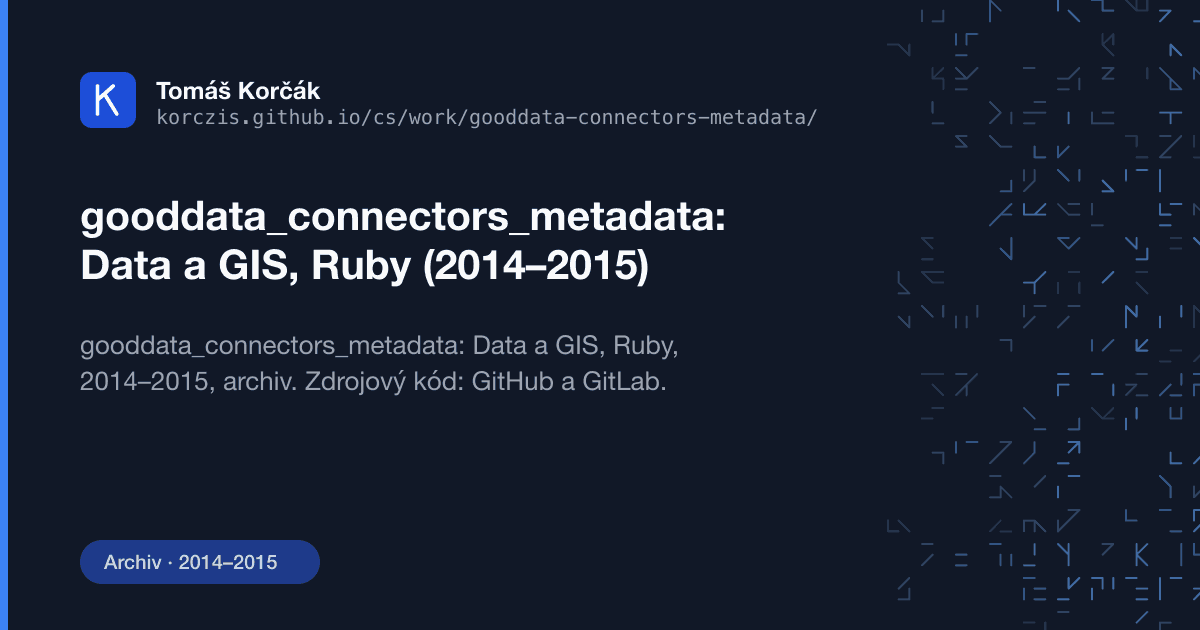 K
Tomáš Korčák
korczis.github.io/cs/work/gooddata-connectors-metadata/
gooddata_connectors_metadata:
Data a GIS, Ruby (2014–2015)
gooddata_connectors_metadata: Data a GIS, Ruby,
2014–2015, archiv. Zdrojový kód: GitHub a GitLab.
Archiv · 2014–2015